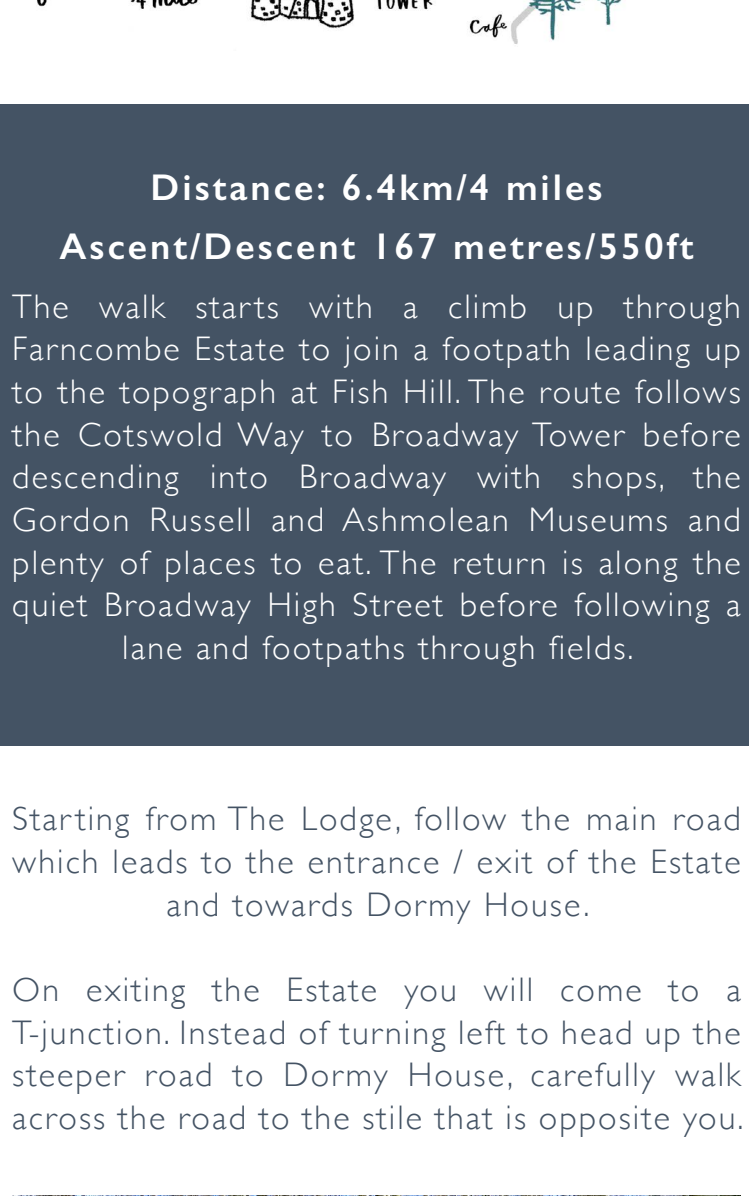 TOWER
Cafe
Distance: 6.4km/4 miles
Ascent/Descent 167 metres/550ft
The walk starts with a climb up through
Farncombe Estate to join a footpath leading up
to the topograph at Fish Hill. The route follows
the Cotswold Way to Broadway Tower before
descending into Broadway with shops, the
Gordon Russell and Ashmolean Museums and
plenty of places to eat. The return is along the
quiet Broadway High Street before following a
lane and footpaths through fields.
Starting from The Lodge, follow the main road
which leads to the entrance / exit of the Estate
and towards Dormy House.
On exiting the Estate you will come to a
T-junction. Instead of turning left to head up the
steeper road to Dormy House, carefully walk
across the road to the stile that is opposite you.